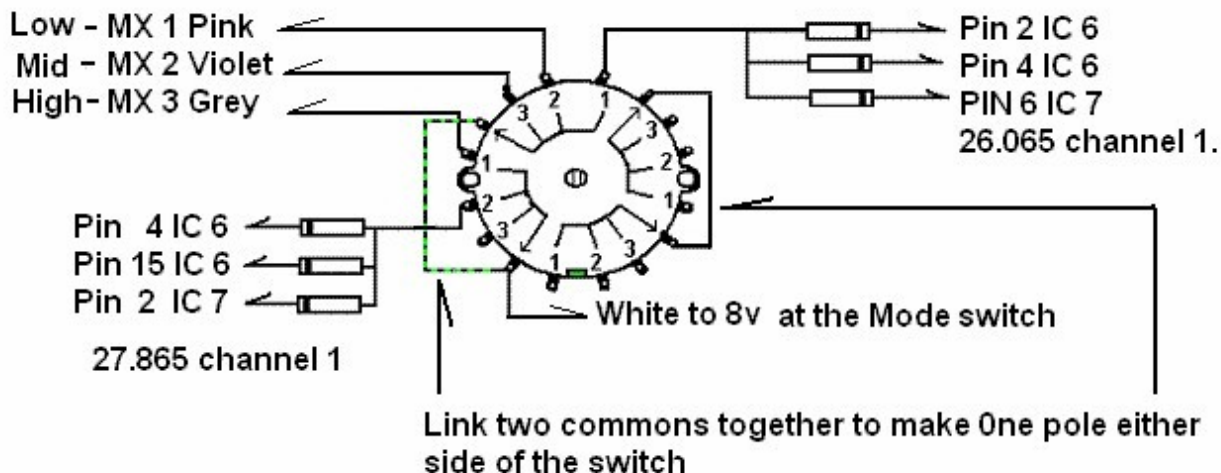 Low - MX 1 Pink
Mid - MX 2 Violet
High- MX 3 Grey
Pin 2 IC 6
Pin 4 IC 6
PIN 6 IC 7
26.065 channel 1.
3 2 1
3
2
1
3
2
1
3
2
1
Pin 4 IC 6
Pin 15 IC 6
Pin 2 IC 7
27.865 channel 1
White to 8v at the Mode switch
Link two commons together to make 0ne pole either
side of the switch